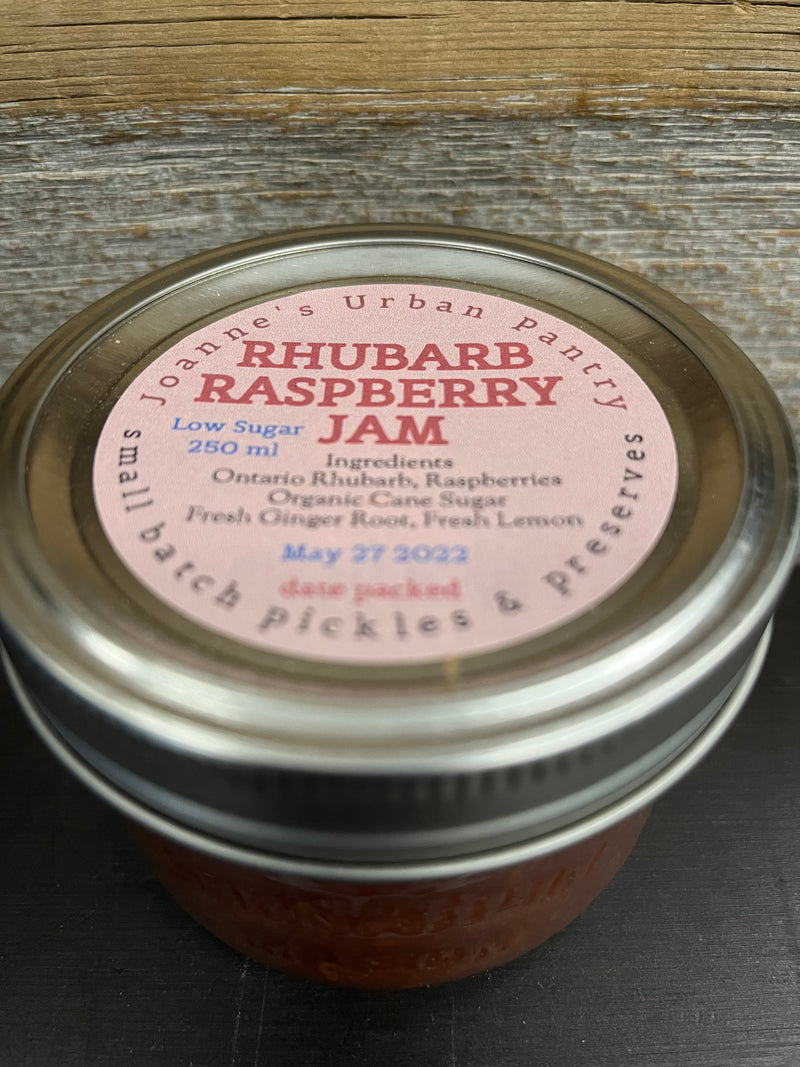 Joanne's Urban Pantry
RHUBARB
RASPBERRY
JAM
Low Sugar
250 ml
Ingredients
Ontario Rhubarb, Raspberries
Organic Cane Sugar
Fresh Ginger Root, Fresh Lemon
May 27 2022
date packed
small batch pickles & preserves